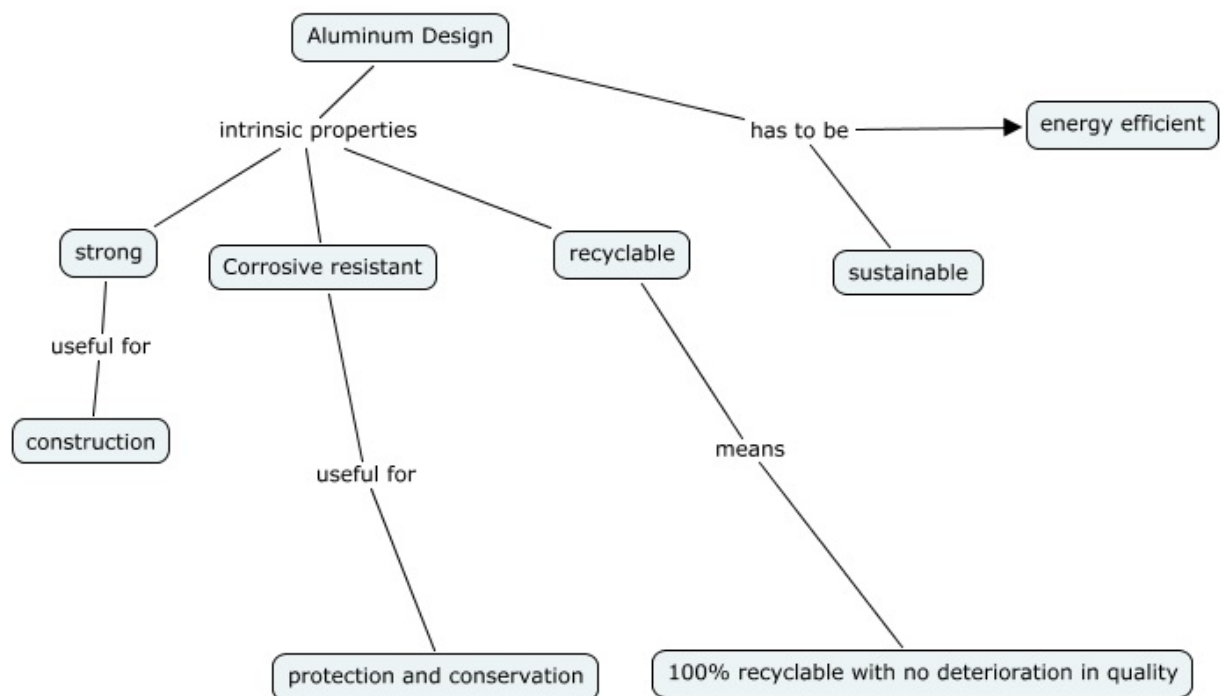 Aluminum Design
intrinsic properties
has to be
energy efficient
strong
Corrosive resistant
recyclable
sustainable
useful for
construction
means
useful for
protection and conservation
100% recyclable with no deterioration in quality